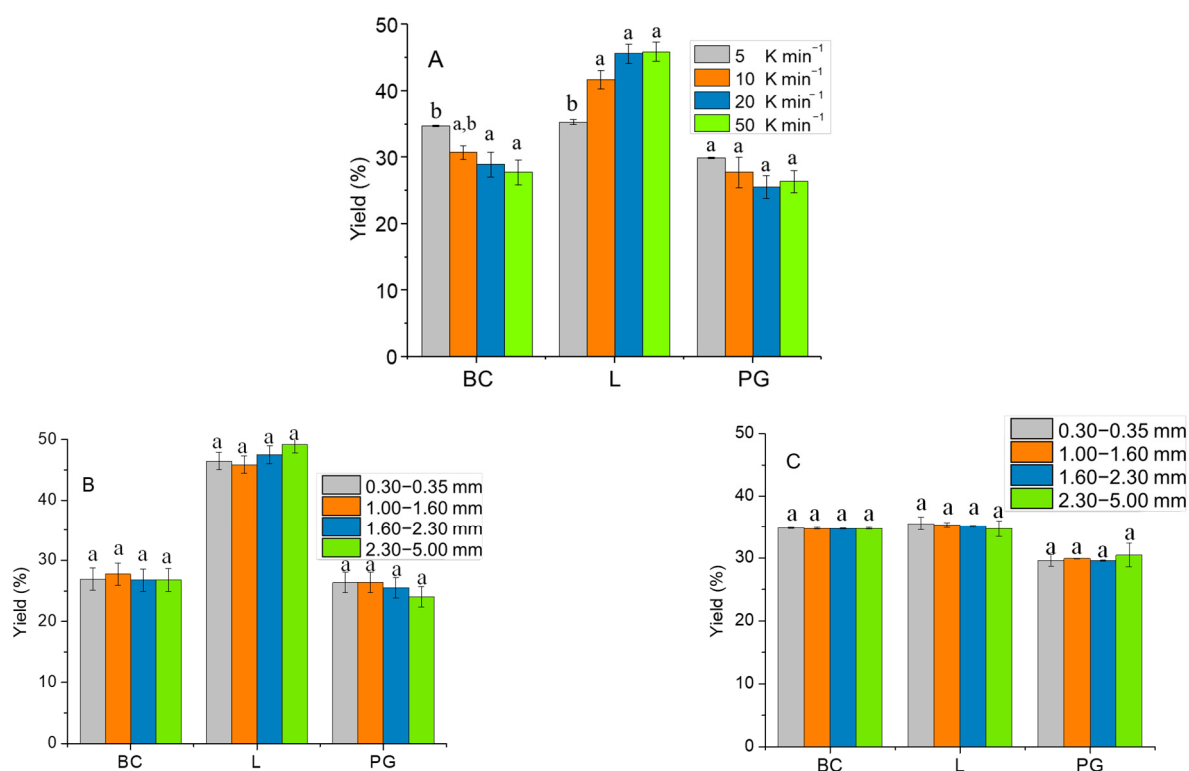 50
40
30
20
10
0
Yield (%)
A
b
a,b
a
a
b
a
a
a
a
a
a
a
5 K min⁻¹
10 K min⁻¹
20 K min⁻¹
50 K min⁻¹
BC L PG
50
40
30
20
10
0
Yield (%)
B
a a a a
a a a a
a a a a
0.30−0.35 mm
1.00−1.60 mm
1.60−2.30 mm
2.30−5.00 mm
BC L PG
50
40
30
20
10
0
Yield (%)
C
a a a a
a a a a
a a a a
0.30−0.35 mm
1.00−1.60 mm
1.60−2.30 mm
2.30−5.00 mm
BC L PG